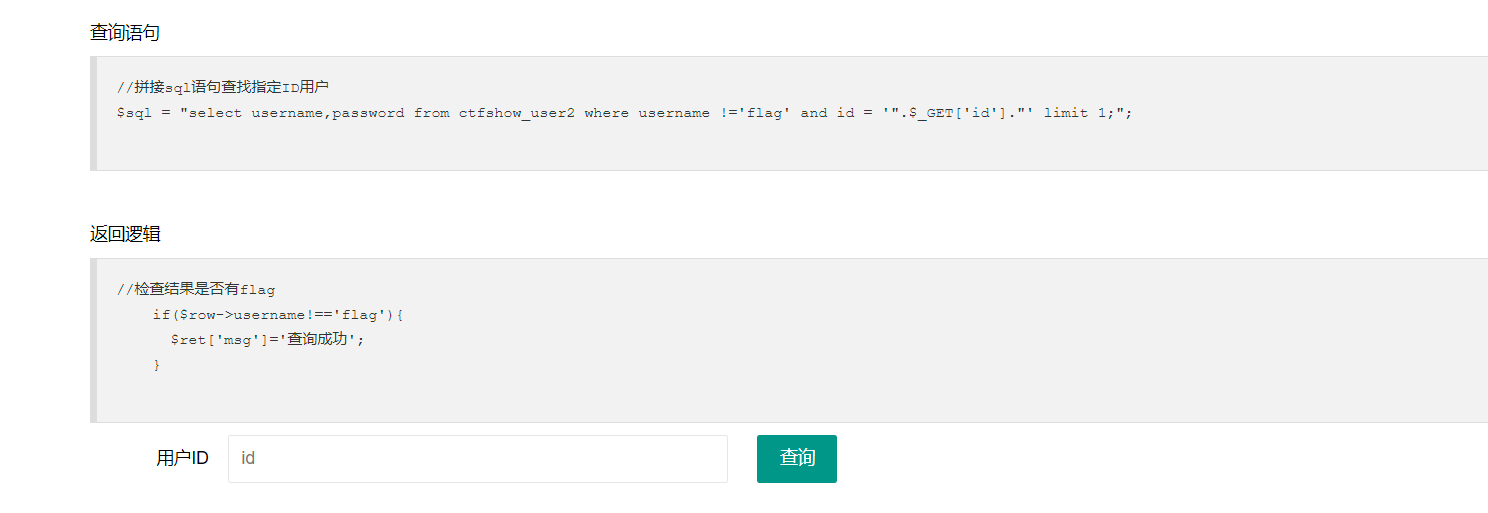 查询语句
//拼接sql语句查找指定ID用户
$sql = "select username,password from ctfshow_user2 where username !='flag' and id = '".$_GET['id']."' limit 1;";
返回逻辑
//检查结果是否有flag
if($row->username!=='flag'){
$ret['msg']='查询成功';
}
用户ID id 查询